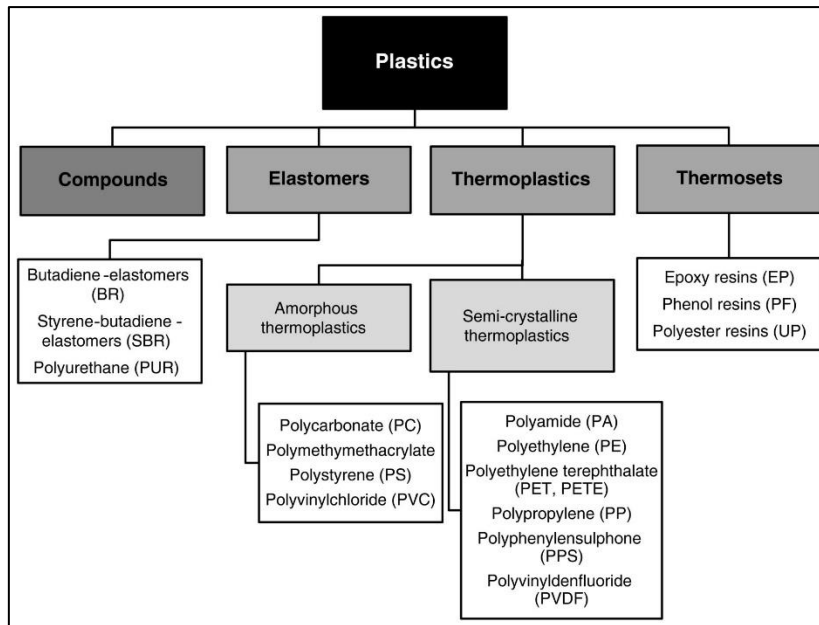 Plastics
Compounds
Elastomers
Thermoplastics
Thermosets
Butadiene-elastomers
(BR)
Styrene-butadiene-
elastomers (SBR)
Polyurethane (PUR)
Amorphous
thermoplastics
Semi-crystalline
thermoplastics
Epoxy resins (EP)
Phenol resins (PF)
Polyester resins (UP)
Polycarbonate (PC)
Polymethymethacrylate
Polystyrene (PS)
Polyvinylchloride (PVC)
Polyamide (PA)
Polyethylene (PE)
Polyethylene terephthalate
(PET, PETE)
Polypropylene (PP)
Polyphenylensulphone
(PPS)
Polyvinyldenfluoride
(PVDF)